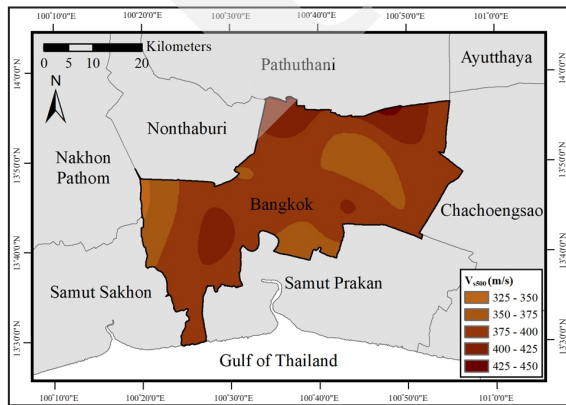 100°10'0"E 100°20'0"E 100°30'0"E 100°40'0"E 100°50'0"E 101°0'0"E
Kilometers
0 5 10 20
N
14°0'0"N
14°0'0"N
Pathuthani
Ayutthaya
Nonthaburi
Nakhon
Pathom
13°50'0"N
13°50'0"N
Bangkok
Chachoengsao
13°40'0"N
13°40'0"N
Samut Sakhon
Samut Prakan
13°30'0"N
13°30'0"N
Gulf of Thailand
Vs500 (m/s)
325 - 350
350 - 375
375 - 400
400 - 425
425 - 450
100°10'0"E 100°20'0"E 100°30'0"E 100°40'0"E 100°50'0"E 101°0'0"E